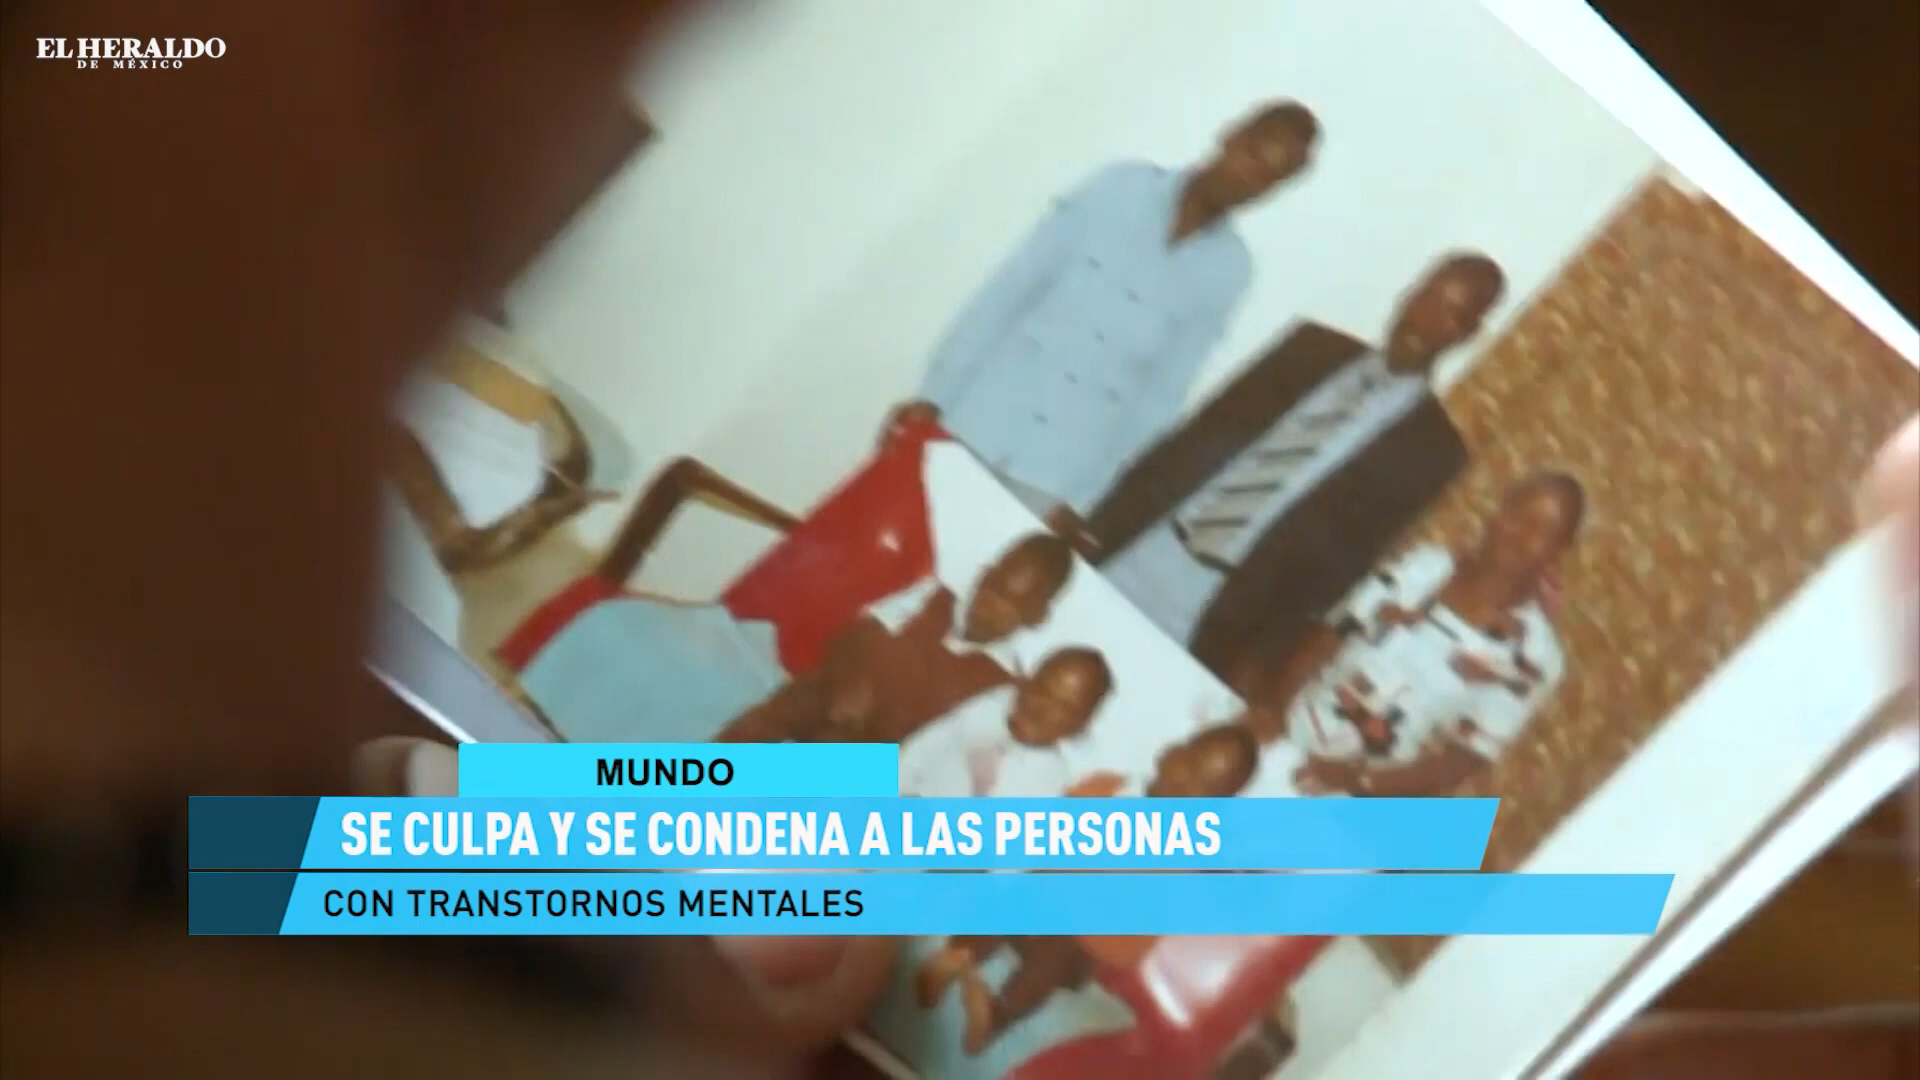 EL HERALDO
DE MÉXICO
MUNDO
SE CULPA Y SE CONDENA A LAS PERSONAS
CON TRANSTORNOS MENTALES